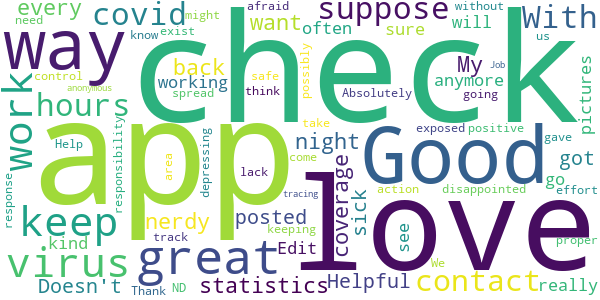 every might afraid suppose With
need covid want often will without
way check know exist sure us
My Job
back anymore
control working safe think possibly Absolutely going pictures
anonymous spread
work hours app Good exposed positive gave
Help night take got
response responsibility area depressing lack come coverage sick action disappointed go effort
keep nerdy posted tracing love see
virus kind great track keeping Edit We proper
Doesn't Thank ND statistics Helpful contact really